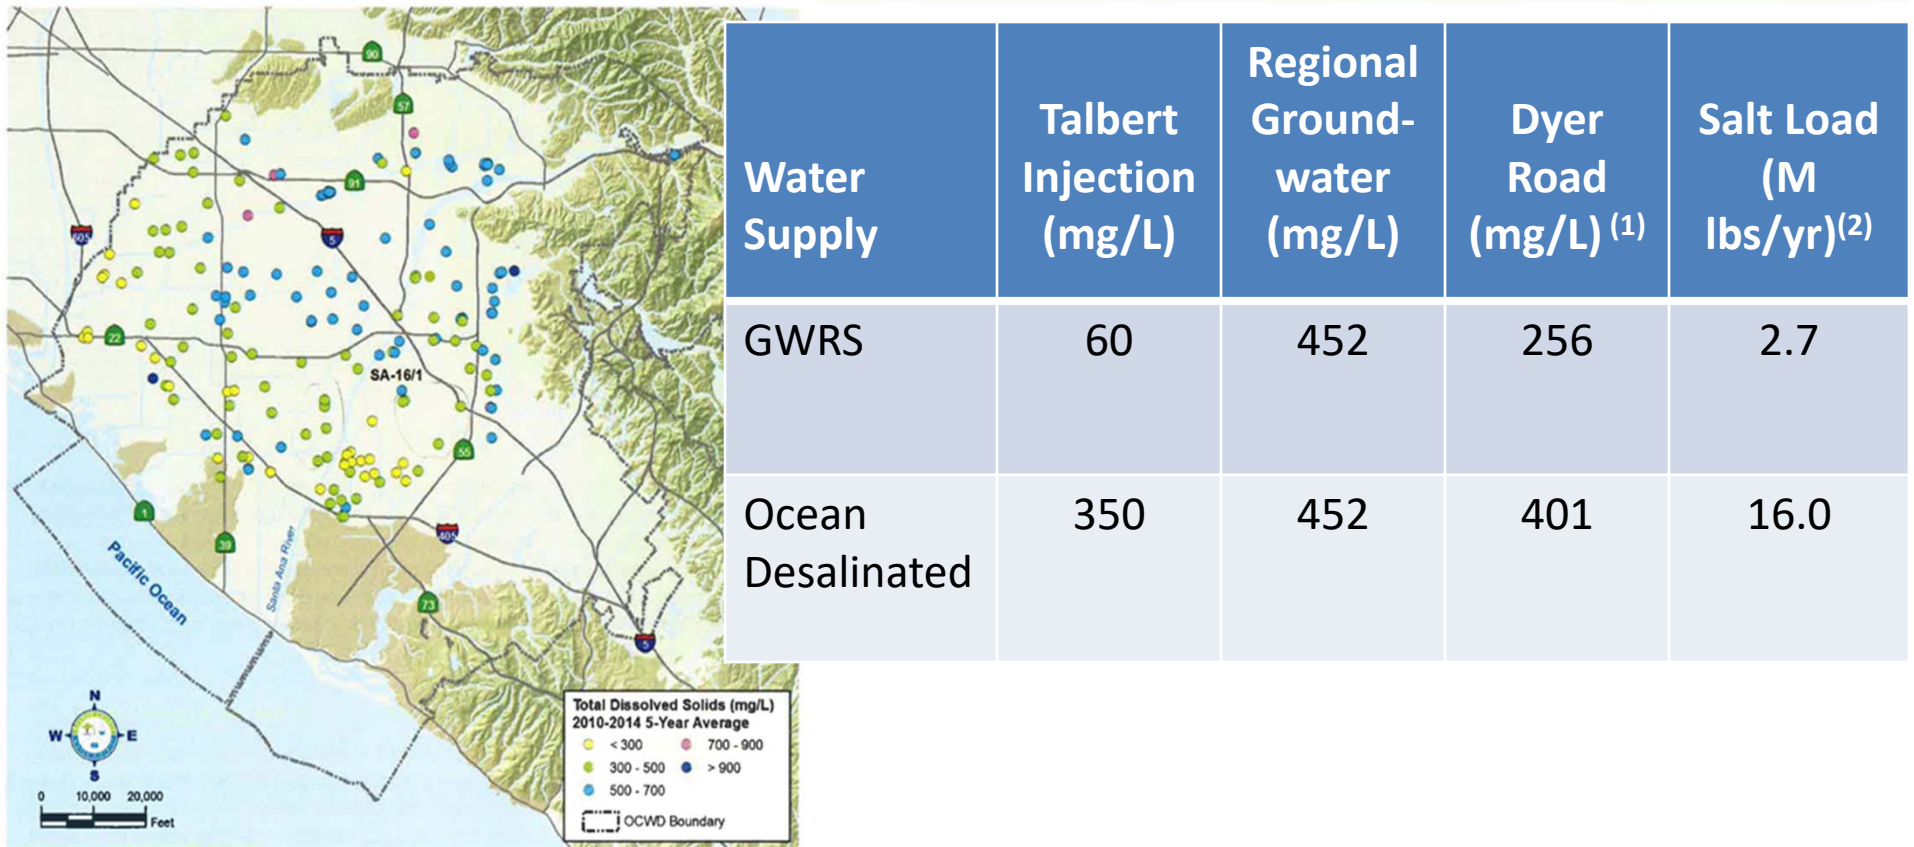 90
57
91
605
5
22
SA-16/1
55
1
39
405
73
5
Pacific Ocean
Santa Ana River
N
W E
S
0 10,000 20,000
Feet
Total Dissolved Solids (mg/L)
2010-2014 5-Year Average
< 300 700 - 900
300 - 500 > 900
500 - 700
OCWD Boundary
Water
Supply
Talbert
Injection
(mg/L)
Regional
Ground-
water
(mg/L)
Dyer
Road
(mg/L) (1)
Salt Load
(M
lbs/yr)(2)
GWRS 60 452 256 2.7
Ocean 350 452 401 16.0
Desalinated